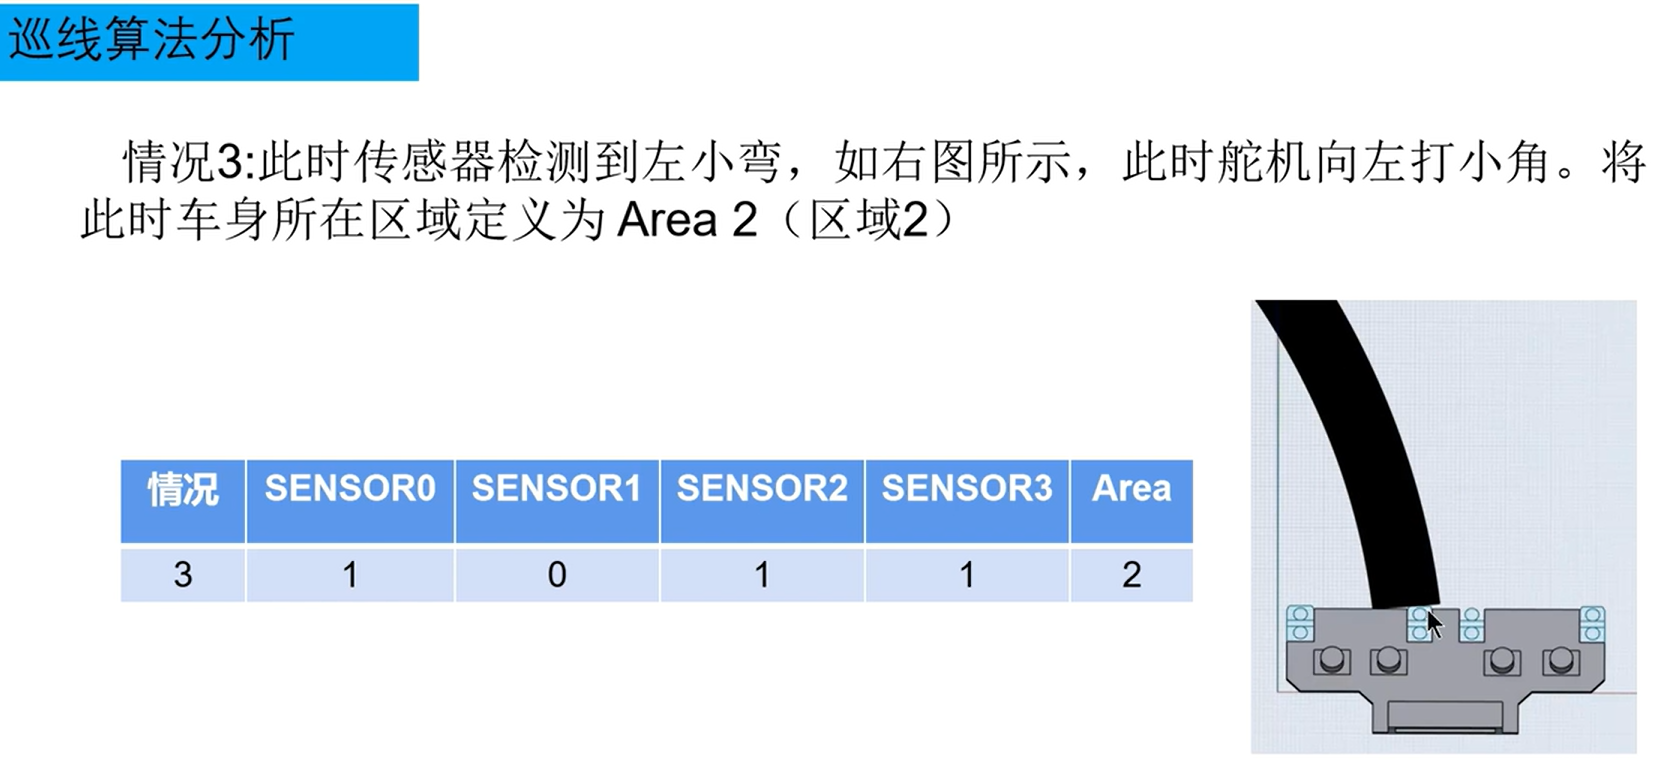 巡线算法分析
情况3:此时传感器检测到左小弯，如右图所示，此时舵机向左打小角。将
此时车身所在区域定义为 Area 2（区域2）
情况 SENSOR0 SENSOR1 SENSOR2 SENSOR3 Area
3 1 0 1 1 2